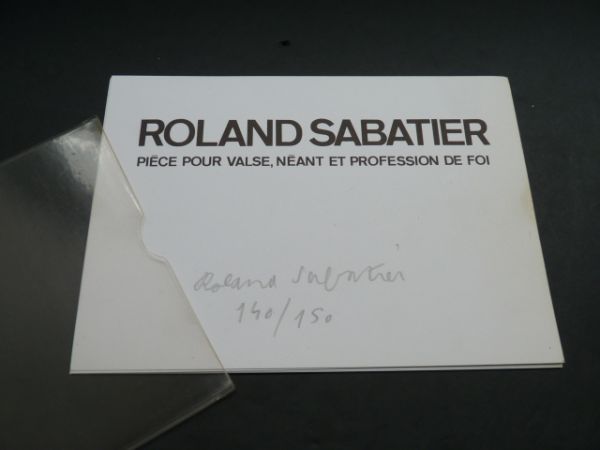 ROLAND SABATIER
PIÈCE POUR VALSE, NÉANT ET PROFESSION DE FOI
Roland Sabatier
140/150